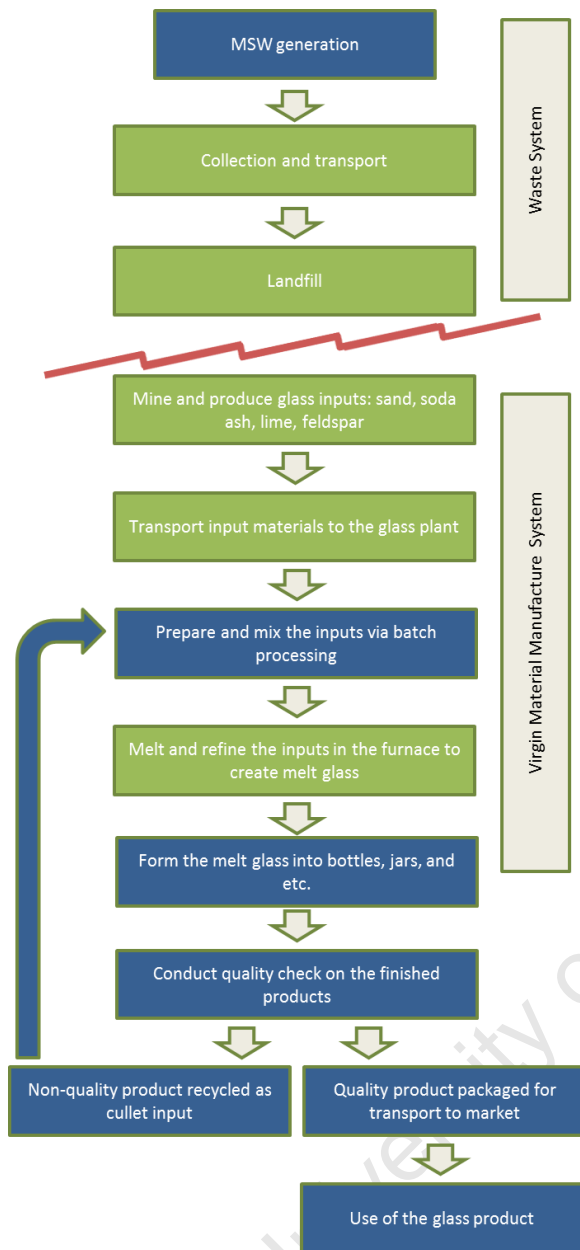 MSW generation
Collection and transport
Landfill
Waste System
Mine and produce glass inputs: sand, soda
ash, lime, feldspar
Transport input materials to the glass plant
Prepare and mix the inputs via batch
processing
Melt and refine the inputs in the furnace to
create melt glass
Form the melt glass into bottles, jars, and
etc.
Virgin Material Manufacture System
Conduct quality check on the finished
products
Non-quality product recycled as
cullet input
Quality product packaged for
transport to market
Use of the glass product